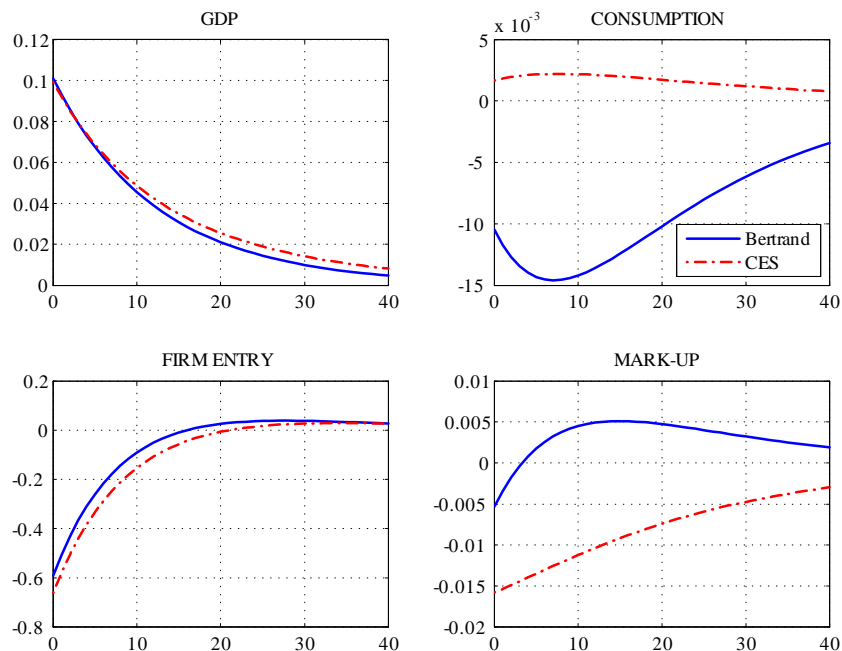 GDP
0.12
0.1
0.08
0.06
0.04
0.02
0
0 10 20 30 40
CONSUMPTION
x 10^-3
5
0
-5
-10
-15
0 10 20 30 40
Bertrand
CES
FIRM ENTRY
0.2
0
-0.2
-0.4
-0.6
-0.8
0 10 20 30 40
MARK-UP
0.01
0.005
0
-0.005
-0.01
-0.015
-0.02
0 10 20 30 40